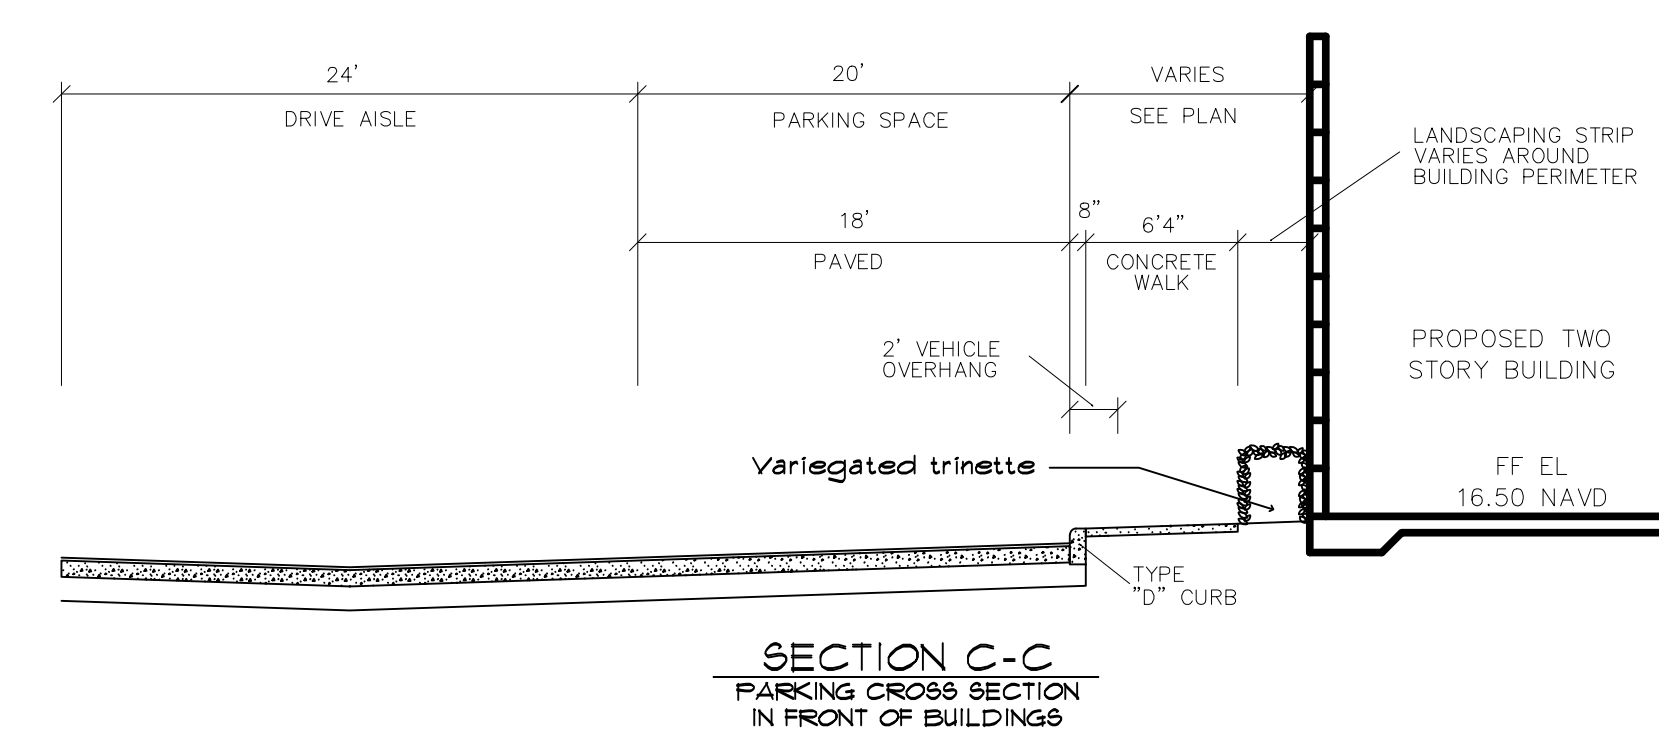 24'
20'
VARIES
DRIVE AISLE
PARKING SPACE
SEE PLAN
LANDSCAPING STRIP
VARIES AROUND
BUILDING PERIMETER
18'
8"
6'4"
PAVED
CONCRETE
WALK
2' VEHICLE
OVERHANG
PROPOSED TWO
STORY BUILDING
Variegated trinette
FF EL
16.50 NAVD
TYPE
"D" CURB
SECTION C-C
PARKING CROSS SECTION
IN FRONT OF BUILDINGS